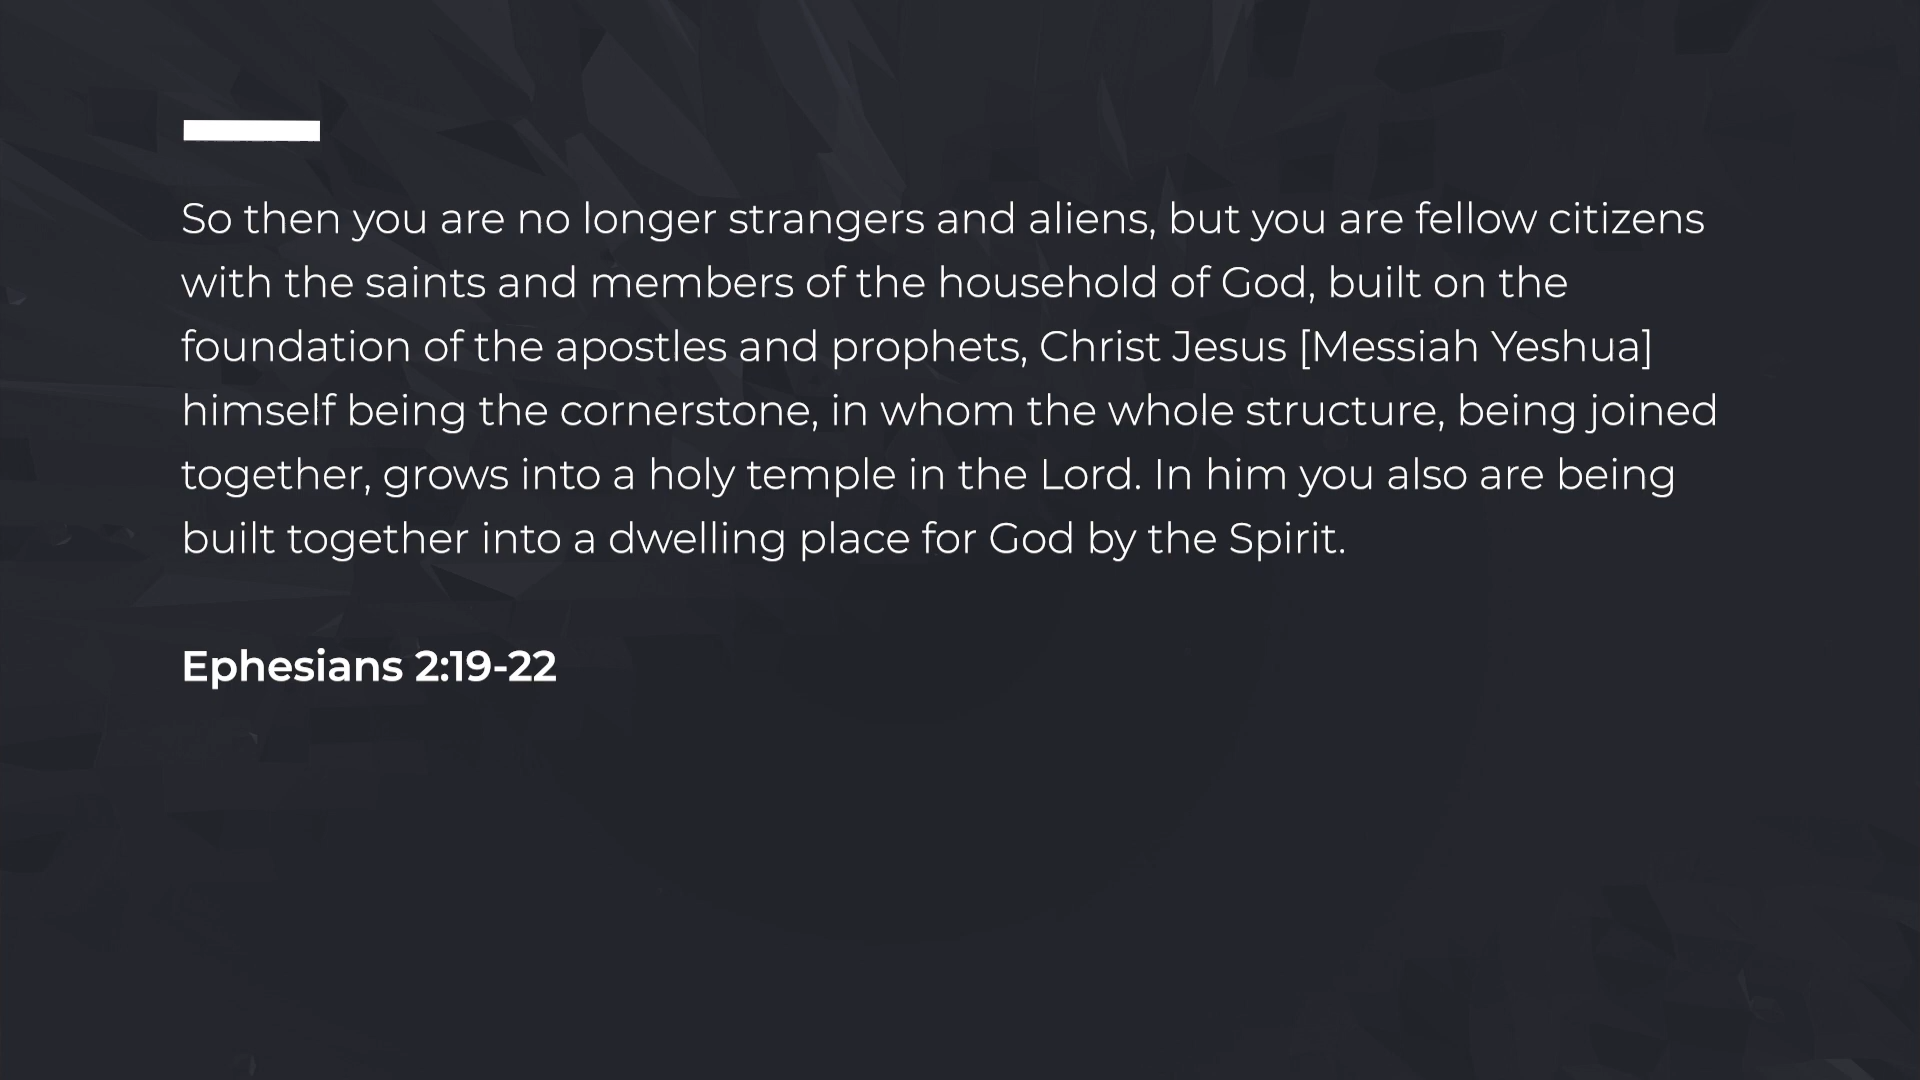 So then you are no longer strangers and aliens, but you are fellow citizens
with the saints and members of the household of God, built on the
foundation of the apostles and prophets, Christ Jesus [Messiah Yeshua]
himself being the cornerstone, in whom the whole structure, being joined
together, grows into a holy temple in the Lord. In him you also are being
built together into a dwelling place for God by the Spirit.
Ephesians 2:19-22